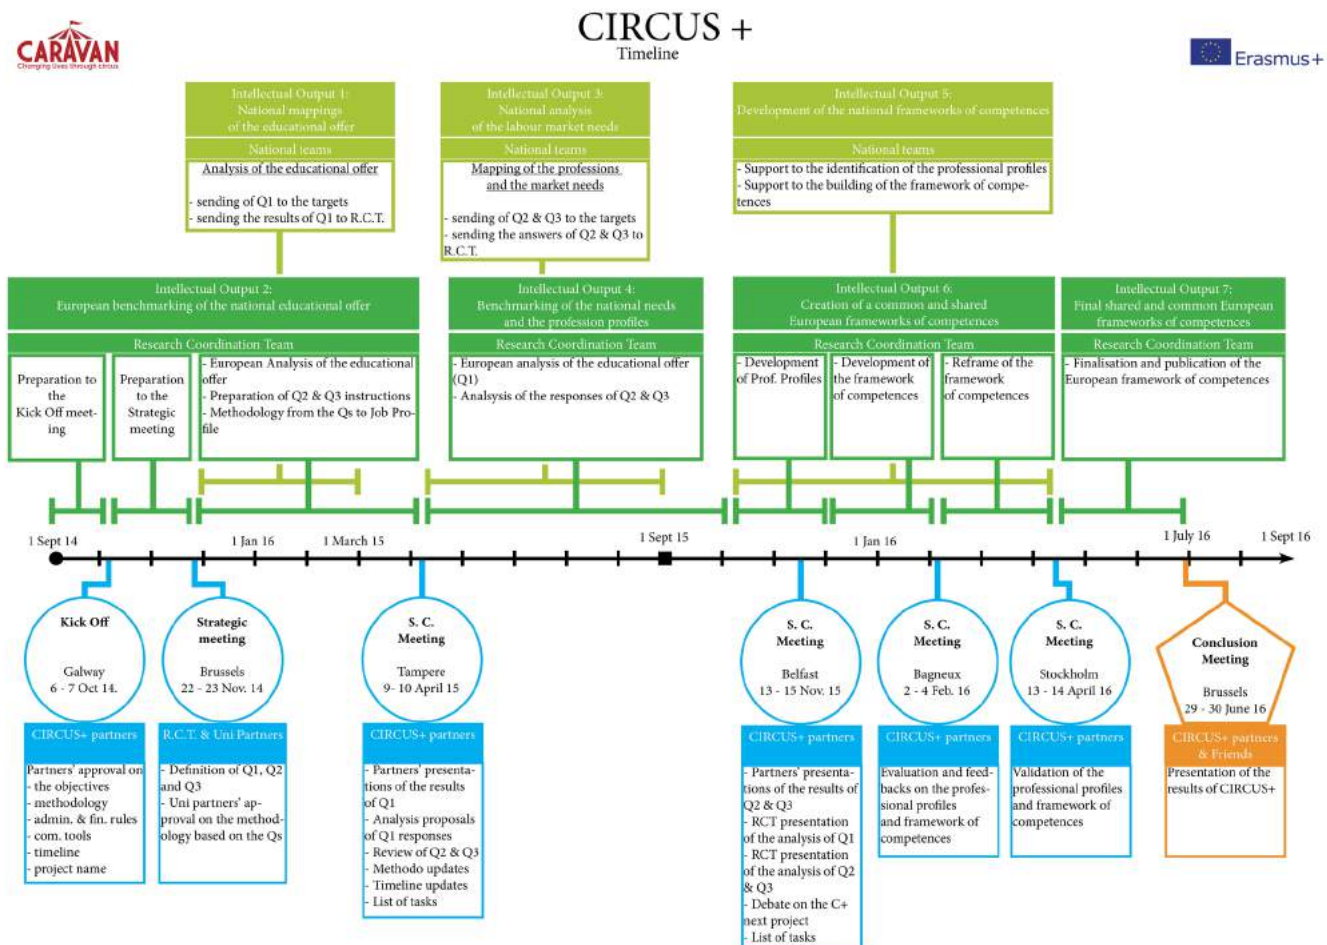 CIRCUS +
Timeline
CARAVAN
Changing lives through circus
Erasmus+
Intellectual Output 1:
National mappings
of the educational offer
National teams
Analysis of the educational offer
- sending of Q1 to the targets
- sending the results of Q1 to R.C.T.
Intellectual Output 3:
National analysis
of the labour market needs
National teams
Mapping of the professions
and the market needs
- sending of Q2 & Q3 to the targets
- sending the answers of Q2 & Q3 to
R.C.T.
Intellectual Output 5:
Development of the national frameworks of competences
National teams
- Support to the identification of the professional profiles
- Support to the building of the framework of compe-
tences
Intellectual Output 2:
European benchmarking of the national educational offer
Research Coordination Team
Preparation to
the
Kick Off meet-
ing
Preparation
to the
Strategic
meeting
- European Analysis of the educational
offer
- Preparation of Q2 & Q3 instructions
- Methodology from the Qs to Job Pro-
file
Intellectual Output 4:
Benchmarking of the national needs
and the profession profiles
Research Coordination Team
- European analysis of the educational offer
(Q1)
- Analsysis of the responses of Q2 & Q3
Intellectual Output 6:
Creation of a common and shared
European frameworks of competences
Research Coordination Team
- Development
of Prof. Profiles
- Development of
the framework
of competences
- Reframe of the
framework
of competences
Intellectual Output 7:
Final shared and common European
frameworks of competences
Research Coordination Team
- Finalisation and publication of the
European framework of competences
1 Sept 14
1 Jan 16
1 March 15
1 Sept 15
1 Jan 16
1 July 16
1 Sept 16
Kick Off
Galway
6 - 7 Oct 14.
Strategic
meeting
Brussels
22 - 23 Nov. 14
S. C.
Meeting
Tampere
9- 10 April 15
S. C.
Meeting
Belfast
13 - 15 Nov. 15
S. C.
Meeting
Bagneux
2 - 4 Feb. 16
S. C.
Meeting
Stockholm
13 - 14 April 16
Conclusion
Meeting
Brussels
29 - 30 June 16
CIRCUS+ partners
Partners' approval on
- the objectives
- methodology
- admin. & fin. rules
- com. tools
- timeline
- project name
R.C.T. & Uni Partners
- Definition of Q1, Q2
and Q3
- Uni partners' ap-
proval on the method-
ology based on the Qs
CIRCUS+ partners
- Partners' presenta-
tions of the results
of Q1
- Analysis proposals
of Q1 responses
- Review of Q2 & Q3
- Methodo updates
- Timeline updates
- List of tasks
CIRCUS+ partners
- Partners' presenta-
tions of the results of
Q2 & Q3
- RCT presentation
of the analysis of Q1
- RCT presentation
of the analysis of Q2
& Q3
- Debate on the C+
next project
- List of tasks
CIRCUS+ partners
Evaluation and feed-
backs on the profes-
sional profiles
and framework of
competences
CIRCUS+ partners
Validation of the
professional profiles
and framework of
competences
CIRCUS+ partners
& Friends
Presentation of the
results of CIRCUS+